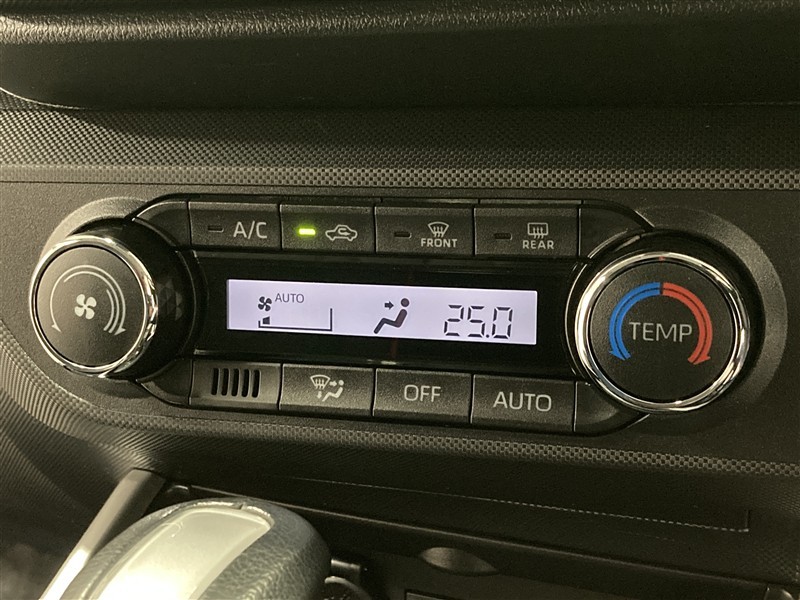 A/C
FRONT
REAR
AUTO
25.0
TEMP
OFF
AUTO